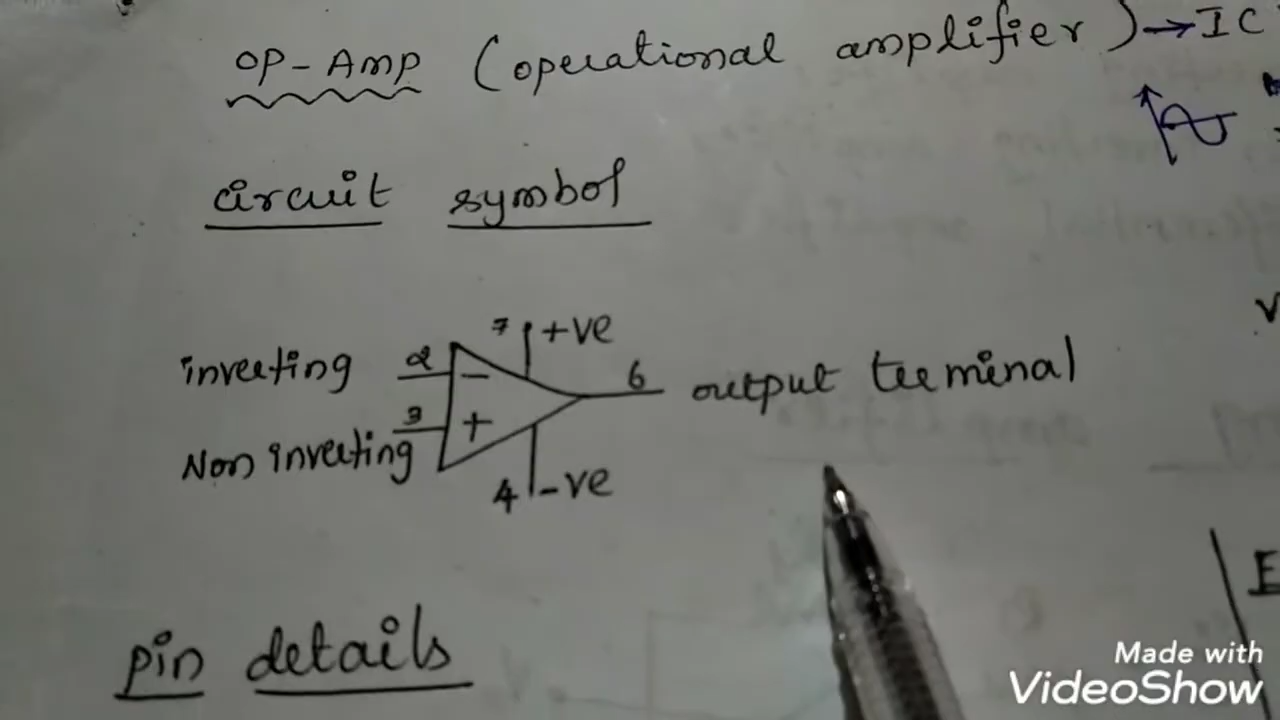 OP-Amp (operational amplifier) → IC
circuit symbol
7 +ve
inverting 2 − 6 output terminal
3 +
Non inverting
4 -ve
pin details
Made with
VideoShow